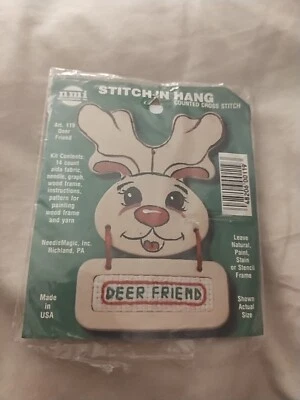 nmi
STITCH'N HANG
COUNTED CROSS STITCH
Kit 119
Deer
Friend
Kit Contents:
14 count
aida fabric,
needle, graph,
wood frame,
instructions,
pattern for
painting
wood frame
and yarn
NeedleMagic, Inc.
Richland, PA
Made in
USA
DEER FRIEND
Leave
Natural,
Paint,
Stain
or Stencil
Frame
Shown
Actual
Size